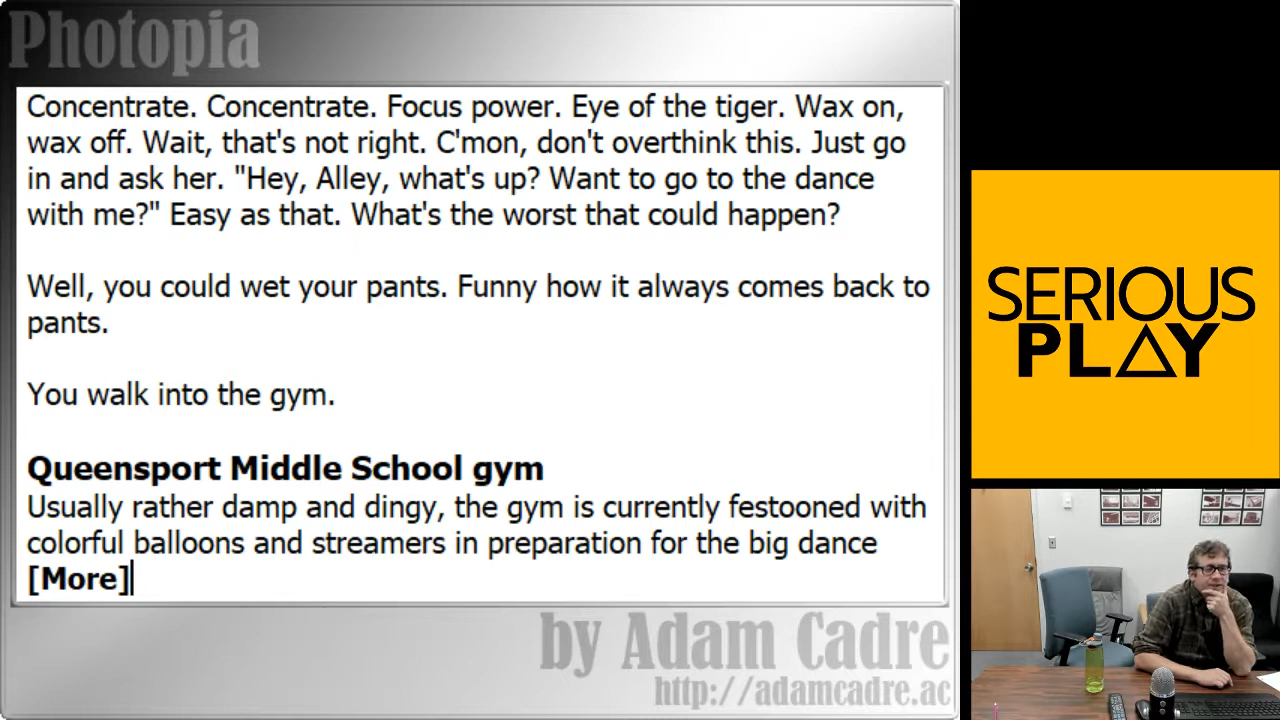 Photopia
Concentrate. Concentrate. Focus power. Eye of the tiger. Wax on,
wax off. Wait, that's not right. C'mon, don't overthink this. Just go
in and ask her. "Hey, Alley, what's up? Want to go to the dance
with me?" Easy as that. What's the worst that could happen?
Well, you could wet your pants. Funny how it always comes back to
pants.
You walk into the gym.
Queensport Middle School gym
Usually rather damp and dingy, the gym is currently festooned with
colorful balloons and streamers in preparation for the big dance
[More]
by Adam Cadre
http://adamcadre.ac
SERIOUS
PLAY